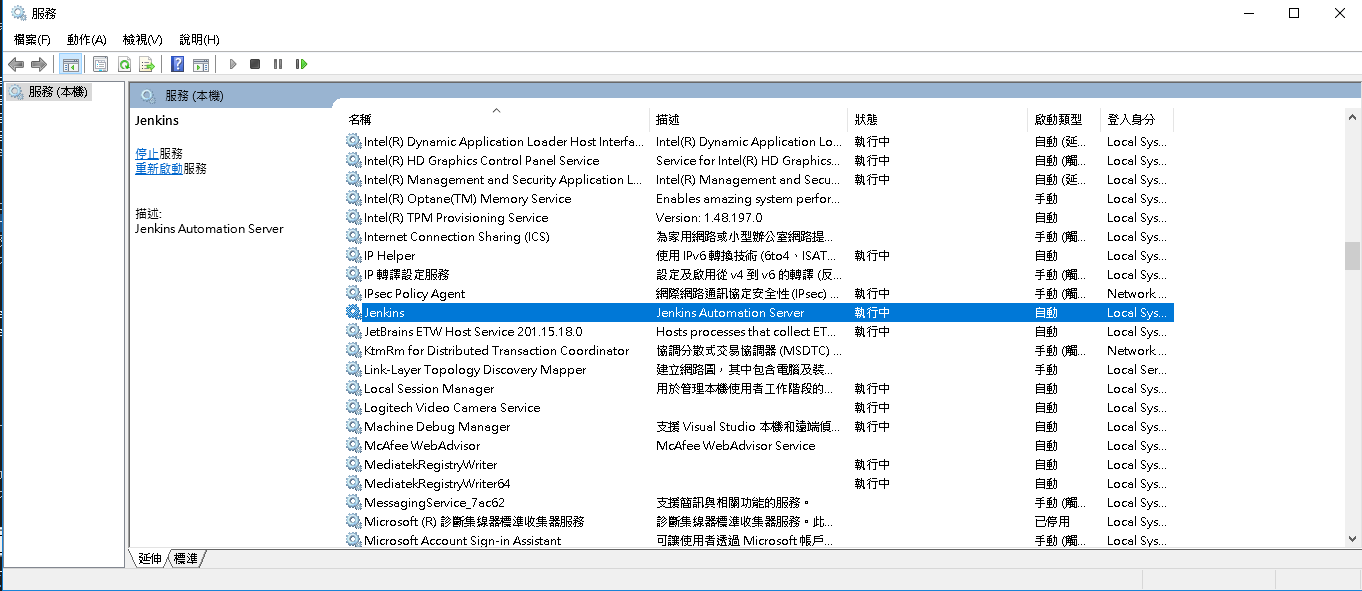 服務
檔案(F) 動作(A) 檢視(V) 說明(H)
服務 (本機)
服務 (本機)
Jenkins
停止服務
重新啟動服務
描述:
Jenkins Automation Server
名稱 描述 狀態 啟動類型 登入身分
Intel(R) Dynamic Application Loader Host Interfa... Intel(R) Dynamic Application Lo... 執行中 自動 (延... Local Sys...
Intel(R) HD Graphics Control Panel Service Service for Intel(R) HD Graphics... 執行中 自動 (觸... Local Sys...
Intel(R) Management and Security Application L... Intel(R) Management and Secu... 執行中 自動 (延... Local Sys...
Intel(R) Optane(TM) Memory Service Enables amazing system perfor... 手動 Local Sys...
Intel(R) TPM Provisioning Service Version: 1.48.197.0 自動 Local Sys...
Internet Connection Sharing (ICS) 為家用網路或小型辦公室網路提... 手動 (觸... Local Sys...
IP Helper 使用 IPv6 轉換技術 (6to4、ISAT... 執行中 自動 Local Sys...
IP 轉譯設定服務 設定及啟用從 v4 到 v6 的轉譯 (反... 手動 (觸... Local Sys...
IPsec Policy Agent 網際網路通訊協定安全性 (IPsec) ... 執行中 手動 (觸... Network ...
Jenkins Jenkins Automation Server 執行中 自動 Local Sys...
JetBrains ETW Host Service 201.15.18.0 Hosts processes that collect ET... 執行中 自動 Local Sys...
KtmRm for Distributed Transaction Coordinator 協調分散式交易協調器 (MSDTC) ... 手動 (觸... Network ...
Link-Layer Topology Discovery Mapper 建立網路圖，其中包含電腦及裝... 手動 Local Ser...
Local Session Manager 用於管理本機使用者工作階段的... 執行中 自動 Local Sys...
Logitech Video Camera Service 執行中 自動 Local Sys...
Machine Debug Manager 支援 Visual Studio 本機和遠端偵... 執行中 自動 Local Sys...
McAfee WebAdvisor McAfee WebAdvisor Service 自動 Local Sys...
MediatekRegistryWriter 執行中 自動 Local Sys...
MediatekRegistryWriter64 執行中 自動 Local Sys...
MessagingService_7ac62 支援簡訊與相關功能的服務。 手動 (觸... Local Sys...
Microsoft (R) 診斷集線器標準收集器服務 診斷集線器標準收集器服務。此... 已停用 Local Sys...
Microsoft Account Sign-in Assistant 可讓使用者透過 Microsoft 帳戶... 手動 (觸... Local Sys...
延伸 標準